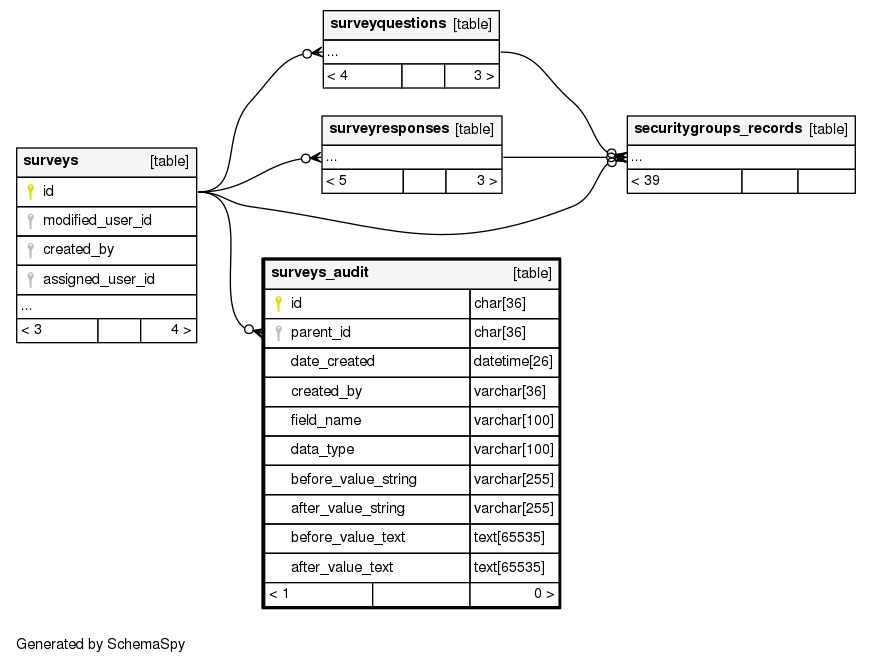 surveyquestions [table]
...
< 4 3 >
surveyresponses [table]
...
< 5 3 >
securitygroups_records [table]
...
< 39
surveys [table]
id
modified_user_id
created_by
assigned_user_id
...
< 3 4 >
surveys_audit [table]
id char[36]
parent_id char[36]
date_created datetime[26]
created_by varchar[36]
field_name varchar[100]
data_type varchar[100]
before_value_string varchar[255]
after_value_string varchar[255]
before_value_text text[65535]
after_value_text text[65535]
< 1 0 >
Generated by SchemaSpy